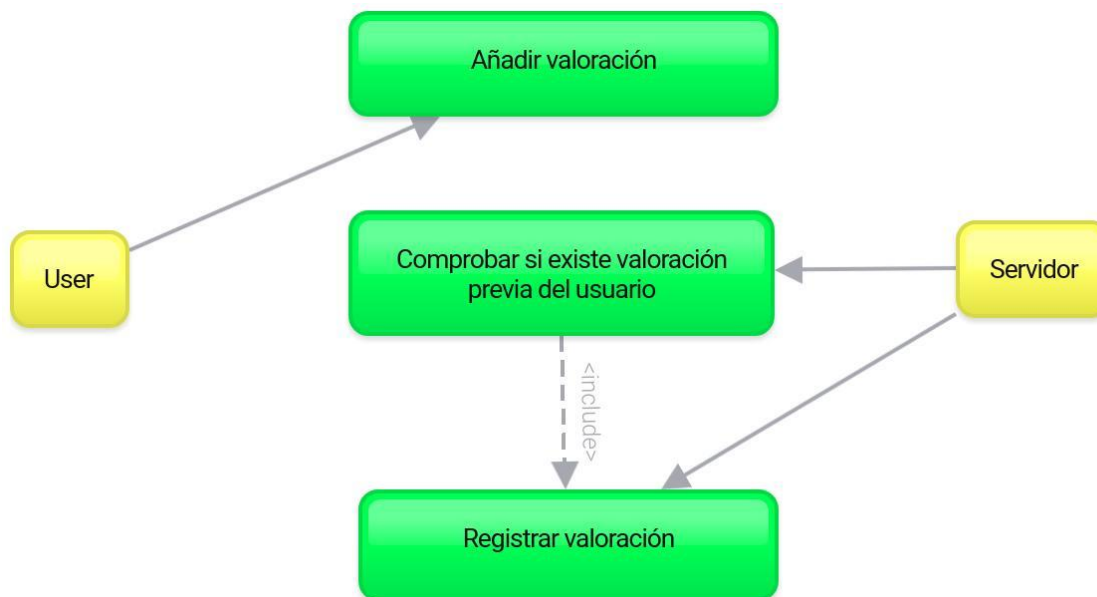 Añadir valoración
User
Comprobar si existe valoración
previa del usuario
Servidor
<include>
Registrar valoración